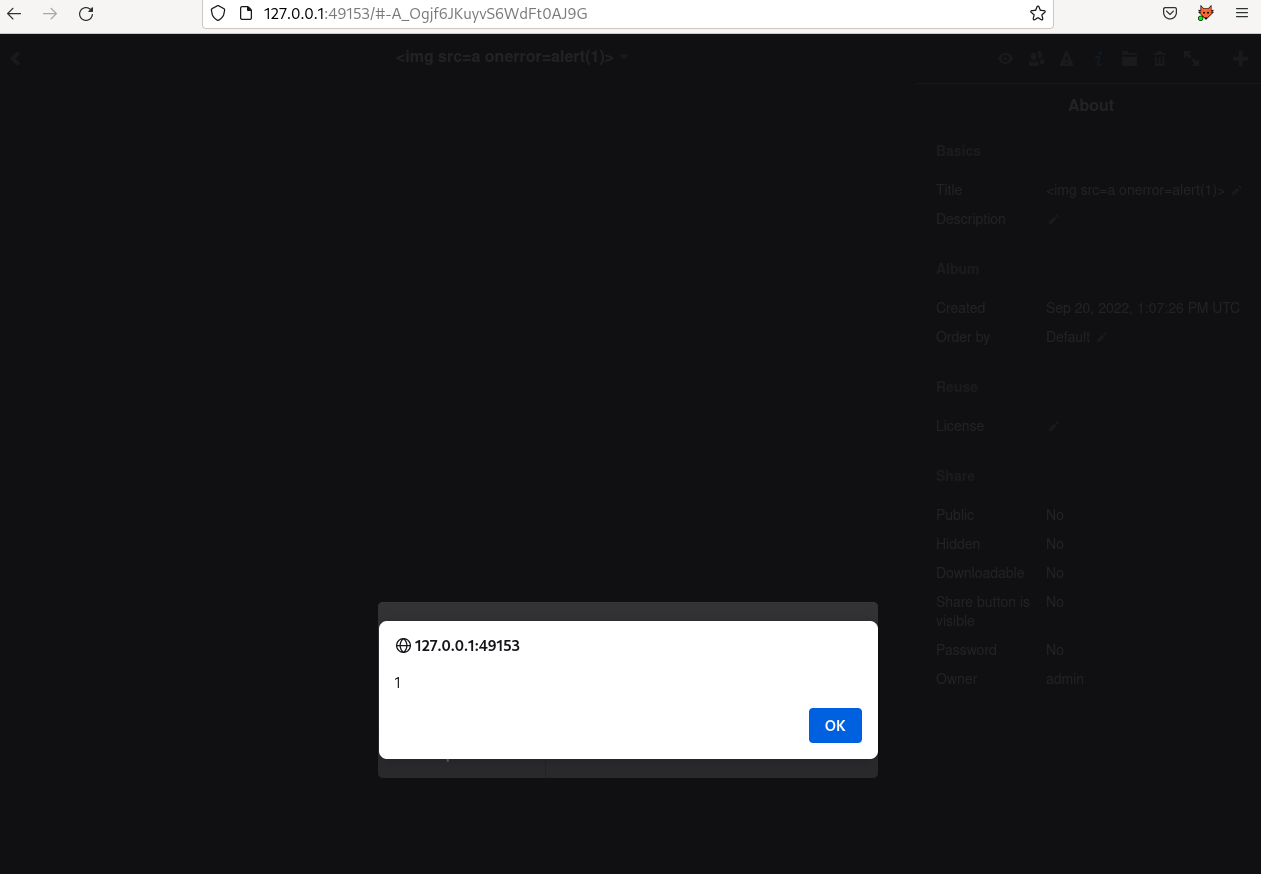 127.0.0.1:49153/#-A_Ogjf6JKuyvS6WdFt0AJ9G
<img src=a onerror=alert(1)>
About
Basics
Title <img src=a onerror=alert(1)>
Description
Album
Created Sep 20, 2022, 1:07:26 PM UTC
Order by Default
Reuse
License
Share
Public No
Hidden No
Downloadable No
Share button is No
visible
Password No
Owner admin
127.0.0.1:49153
1
OK